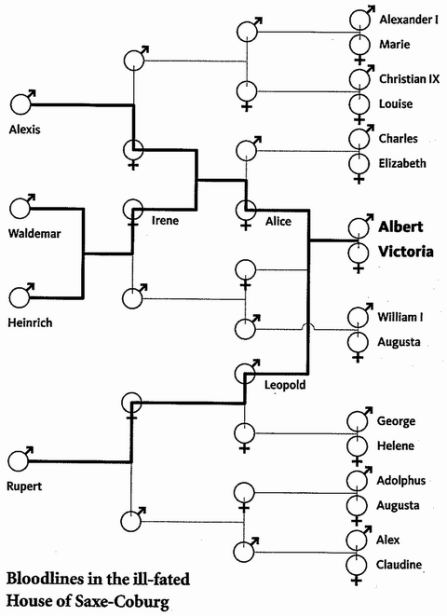 Alexander I
Marie
Christian IX
Louise
Alexis
Charles
Elizabeth
Waldemar
Irene
Alice
Albert
Victoria
Heinrich
William I
Augusta
Leopold
George
Helene
Rupert
Adolphus
Augusta
Alex
Claudine
Bloodlines in the ill-fated
House of Saxe-Coburg